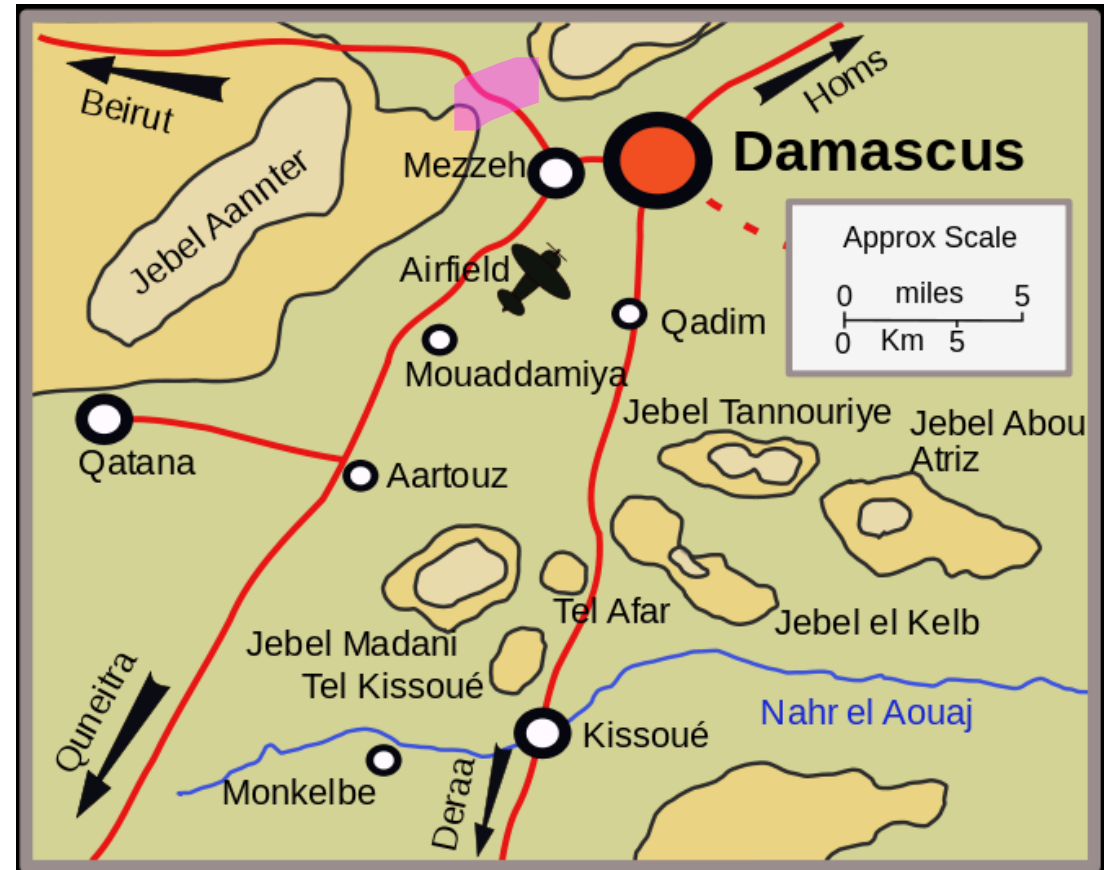 Beirut
Homs
Damascus
Mezzeh
Jebel Aannter
Airfield
Approx Scale
0 miles 5
0 Km 5
Qadim
Mouaddamiya
Jebel Tannouriye
Jebel Abou
Atriz
Qatana
Aartouz
Tel Afar
Jebel el Kelb
Jebel Madani
Tel Kissoué
Quneitra
Nahr el Aouaj
Kissoué
Monkelbe
Deraa